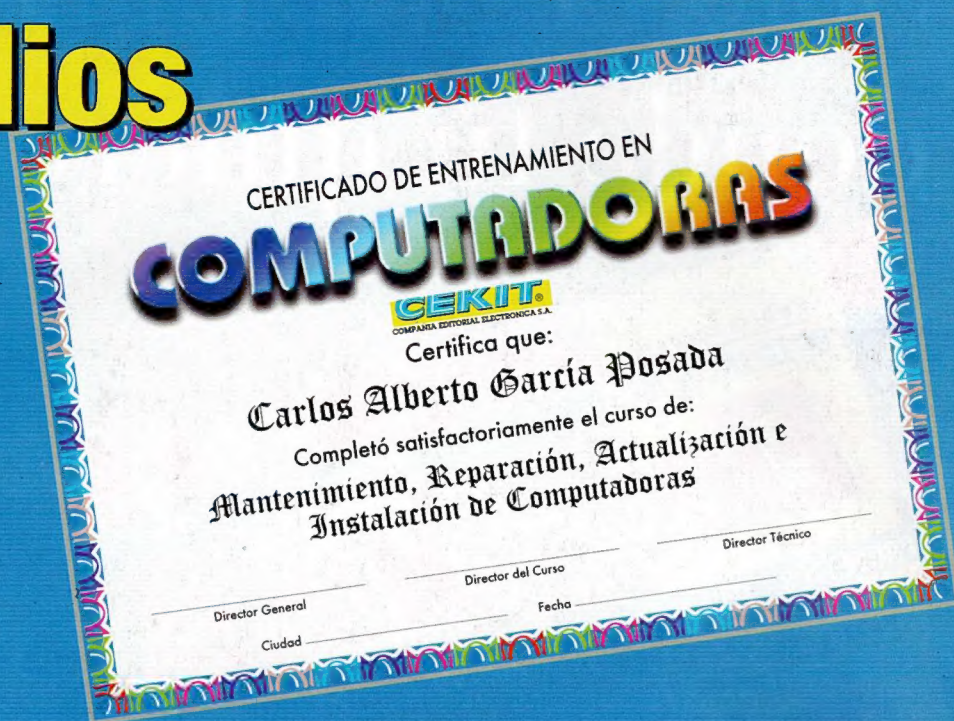 lios
CERTIFICADO DE ENTRENAMIENTO EN
COMPUTADORAS
CEKIT®
COMPAÑIA EDITORIAL ELECTRONICA S.A.
Certifica que:
Carlos Alberto García Posada
Completó satisfactoriamente el curso de:
Mantenimiento, Reparación, Actualización e
Instalación de Computadoras
Director General
Director del Curso
Director Técnico
Ciudad
Fecha